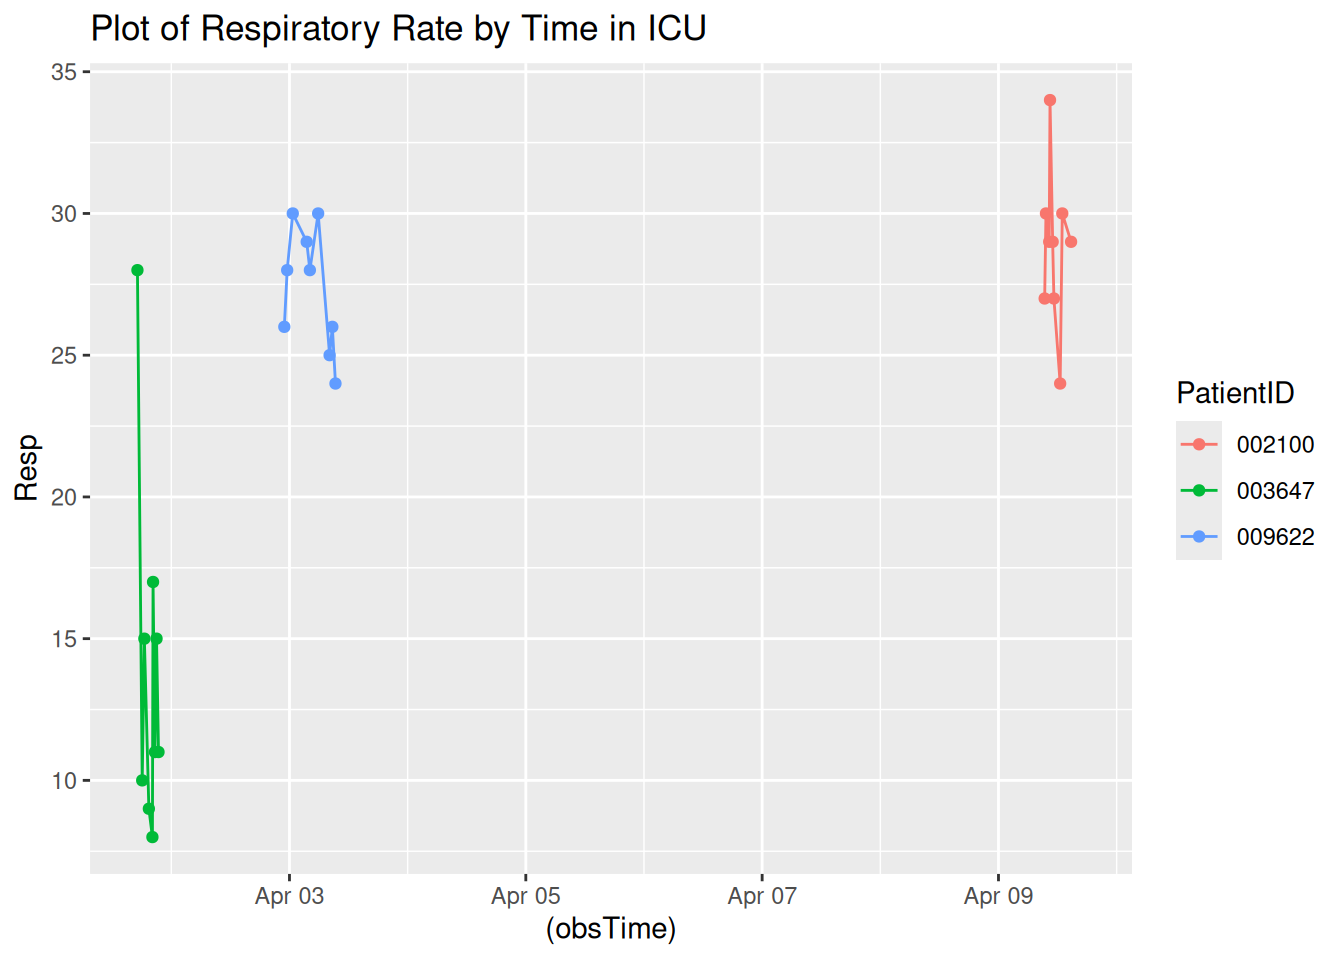 Plot of Respiratory Rate by Time in ICU
35
30
25
20
15
10
Resp
Apr 03
Apr 05
Apr 07
Apr 09
(obsTime)
PatientID
002100
003647
009622